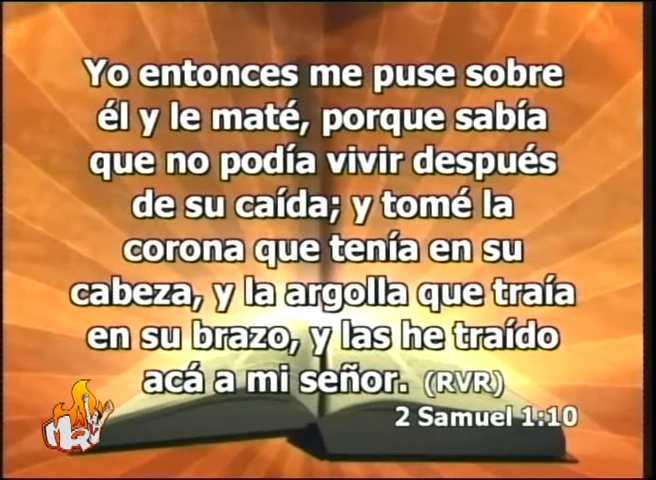 Yo entonces me puse sobre
él y le maté, porque sabía
que no podía vivir después
de su caída; y tomé la
corona que tenía en su
cabeza, y la argolla que traía
en su brazo, y las he traído
acá a mi señor. (RVR)
2 Samuel 1:10
MRV